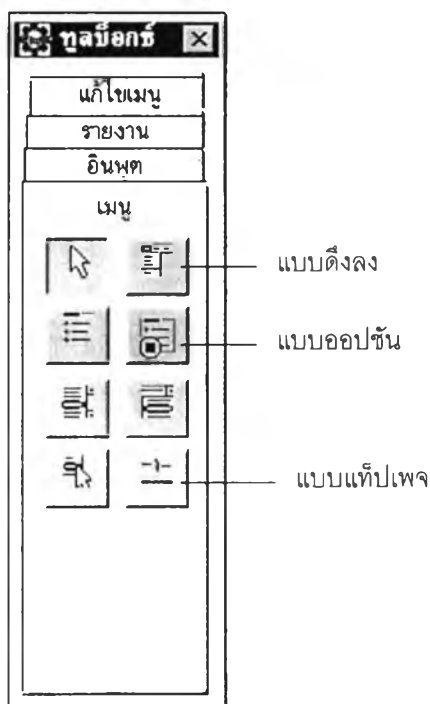 ทูลบ็อกซ์
แก้ไขเมนู
รายงาน
อินพุต
เมนู
แบบดึงลง
แบบออปชัน
แบบแท็ปเพจ